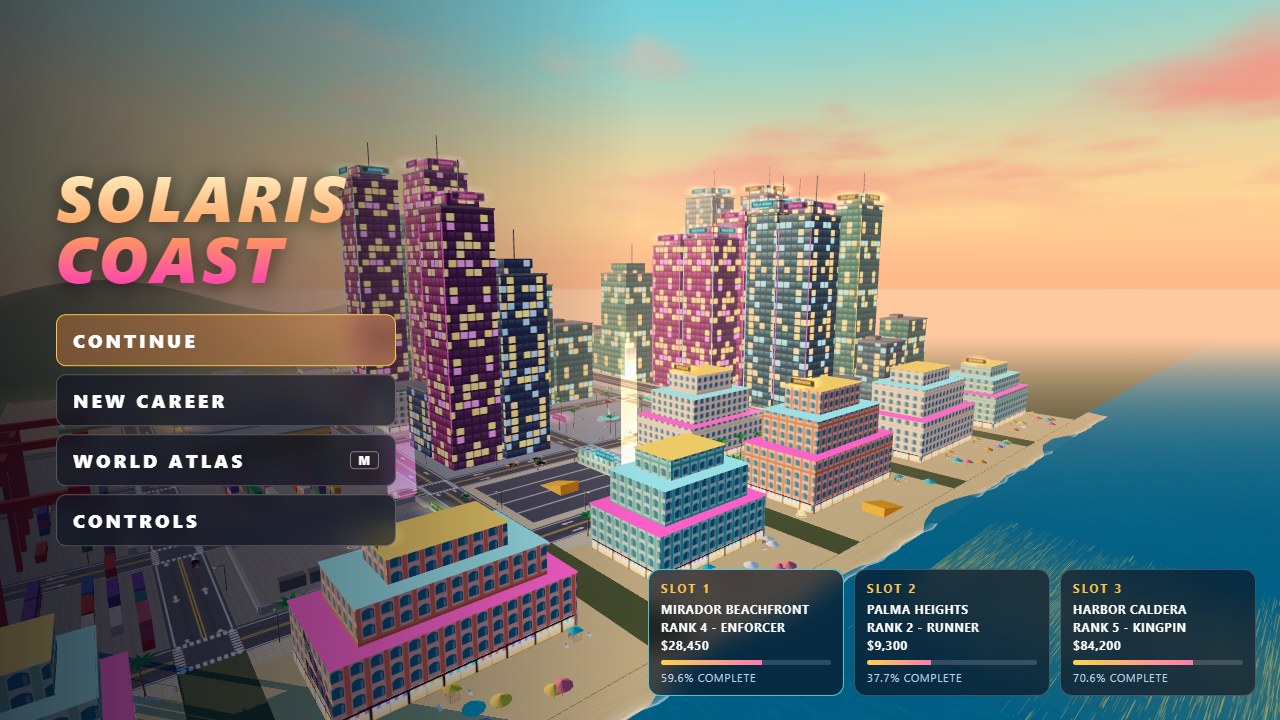 SOLARIS
COAST
CONTINUE
NEW CAREER
WORLD ATLAS M
CONTROLS
SLOT 1
MIRADOR BEACHFRONT
RANK 4 - ENFORCER
$28,450
59.6% COMPLETE
SLOT 2
PALMA HEIGHTS
RANK 2 - RUNNER
$9,300
37.7% COMPLETE
SLOT 3
HARBOR CALDERA
RANK 5 - KINGPIN
$84,200
70.6% COMPLETE